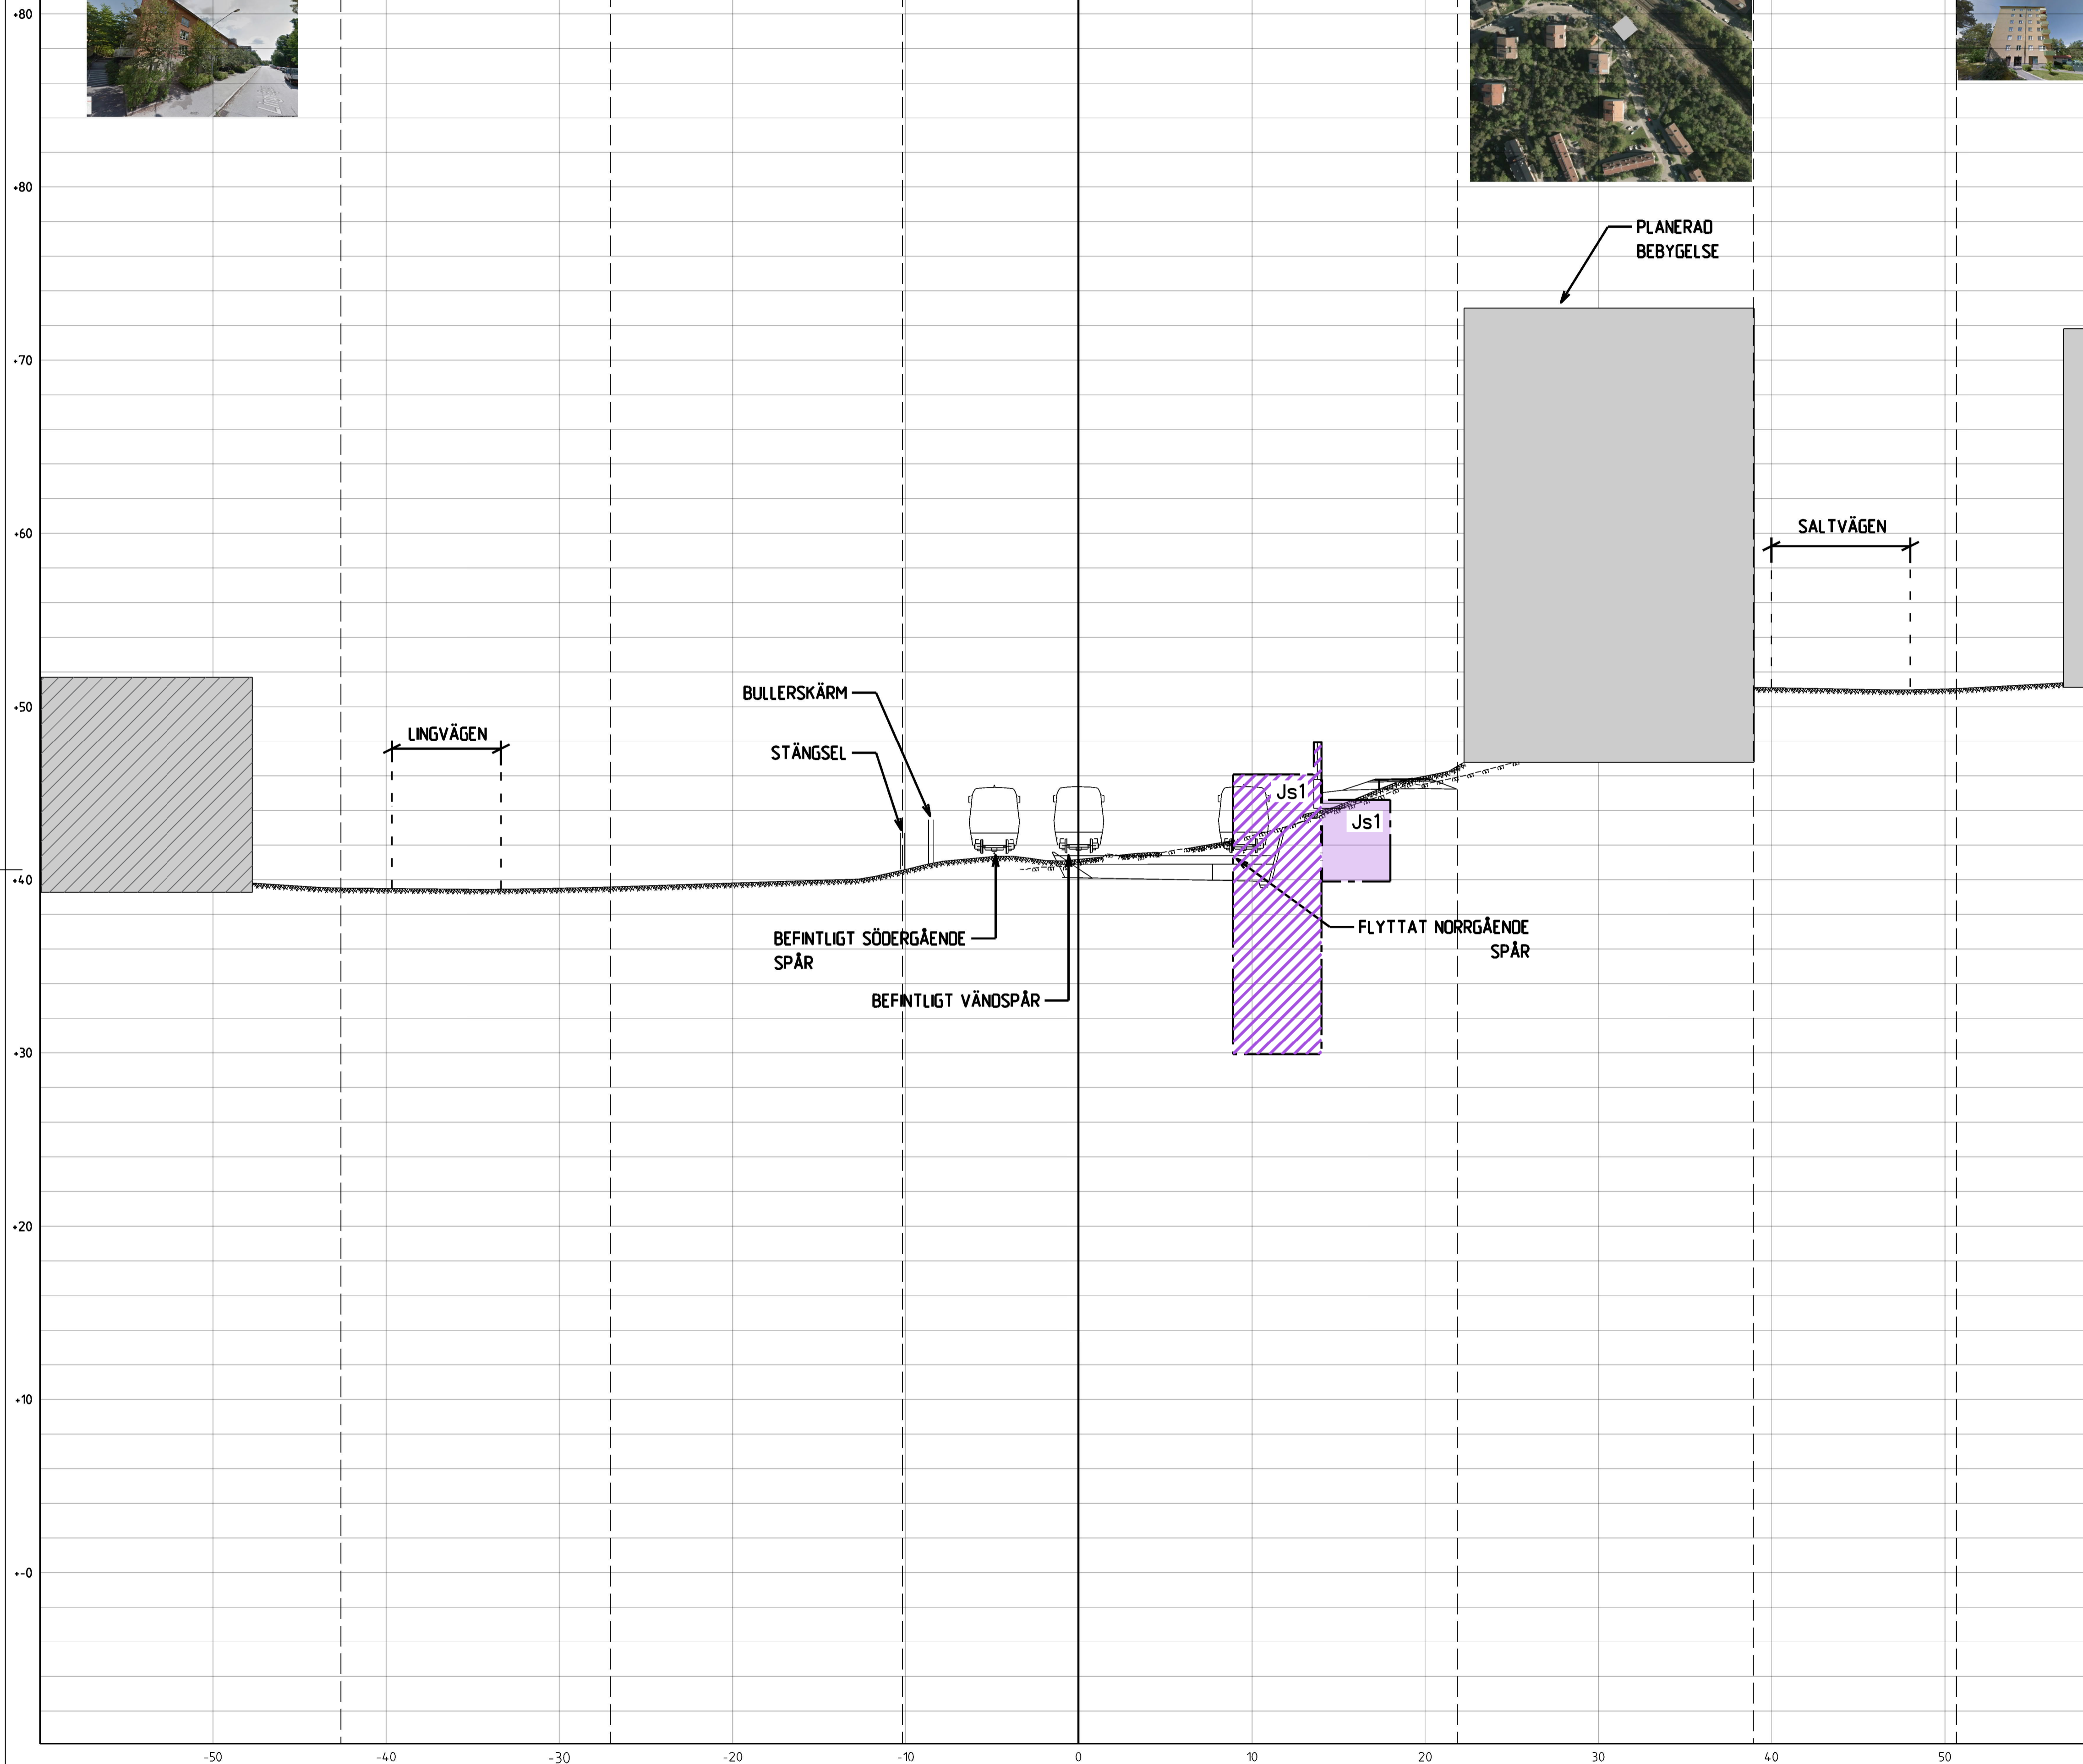 +80
+80
PLANERAD
BEBYGELSE
+70
+60
SALTVÄGEN
+50
BULLERSKÄRM
LINGVÄGEN
STÄNGSEL
Js1
Js1
+40
FLYTTAT NORRGÅENDE
SPÅR
BEFINTLIGT SÖDERGÅENDE
SPÅR
BEFINTLIGT VÄNDSPÅR
+30
+20
+10
+-0
-50 -40 -30 -20 -10 0 10 20 30 40 50